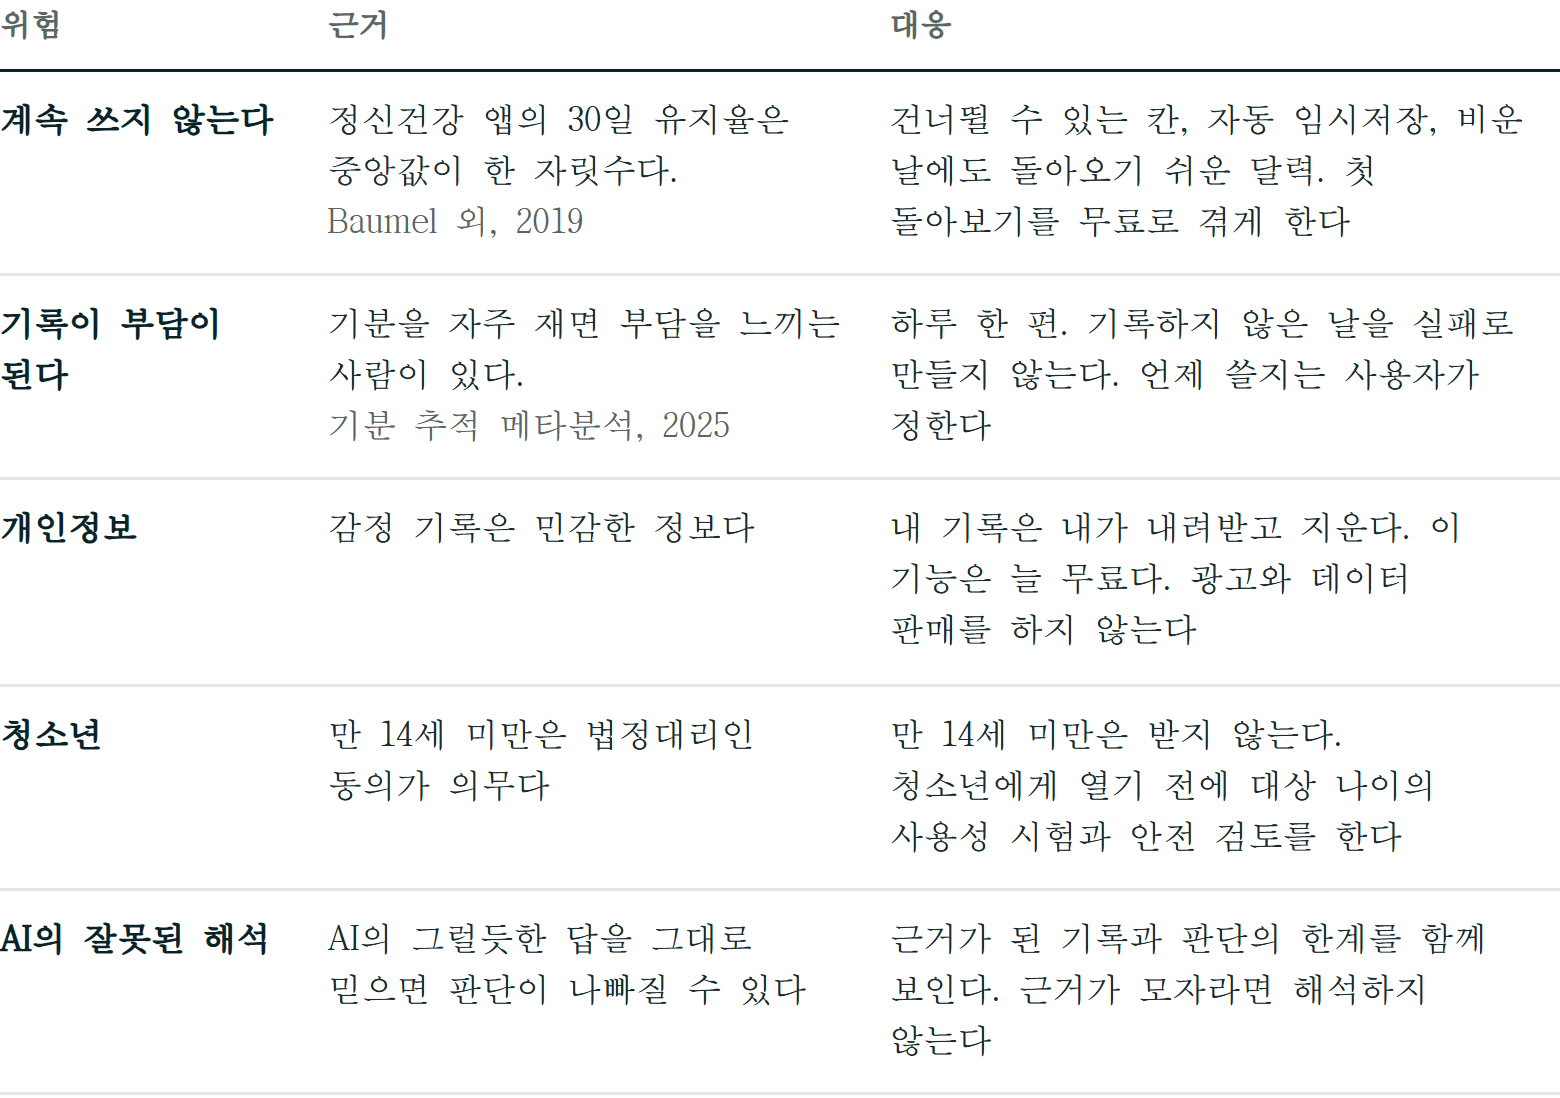 위험 근거 대응
계속 쓰지 않는다
정신건강 앱의 30일 유지율은
중앙값이 한 자릿수다.
Baumel 외, 2019
건너뛸 수 있는 칸, 자동 임시저장, 비운
날에도 돌아오기 쉬운 달력. 첫
돌아보기를 무료로 겪게 한다
기록이 부담이
된다
기분을 자주 재면 부담을 느끼는
사람이 있다.
기분 추적 메타분석, 2025
하루 한 편. 기록하지 않은 날을 실패로
만들지 않는다. 언제 쓸지는 사용자가
정한다
개인정보
감정 기록은 민감한 정보다
내 기록은 내가 내려받고 지운다. 이
기능은 늘 무료다. 광고와 데이터
판매를 하지 않는다
청소년
만 14세 미만은 법정대리인
동의가 의무다
만 14세 미만은 받지 않는다.
청소년에게 열기 전에 대상 나이의
사용성 시험과 안전 검토를 한다
AI의 잘못된 해석
AI의 그럴듯한 답을 그대로
믿으면 판단이 나빠질 수 있다
근거가 된 기록과 판단의 한계를 함께
보인다. 근거가 모자라면 해석하지
않는다